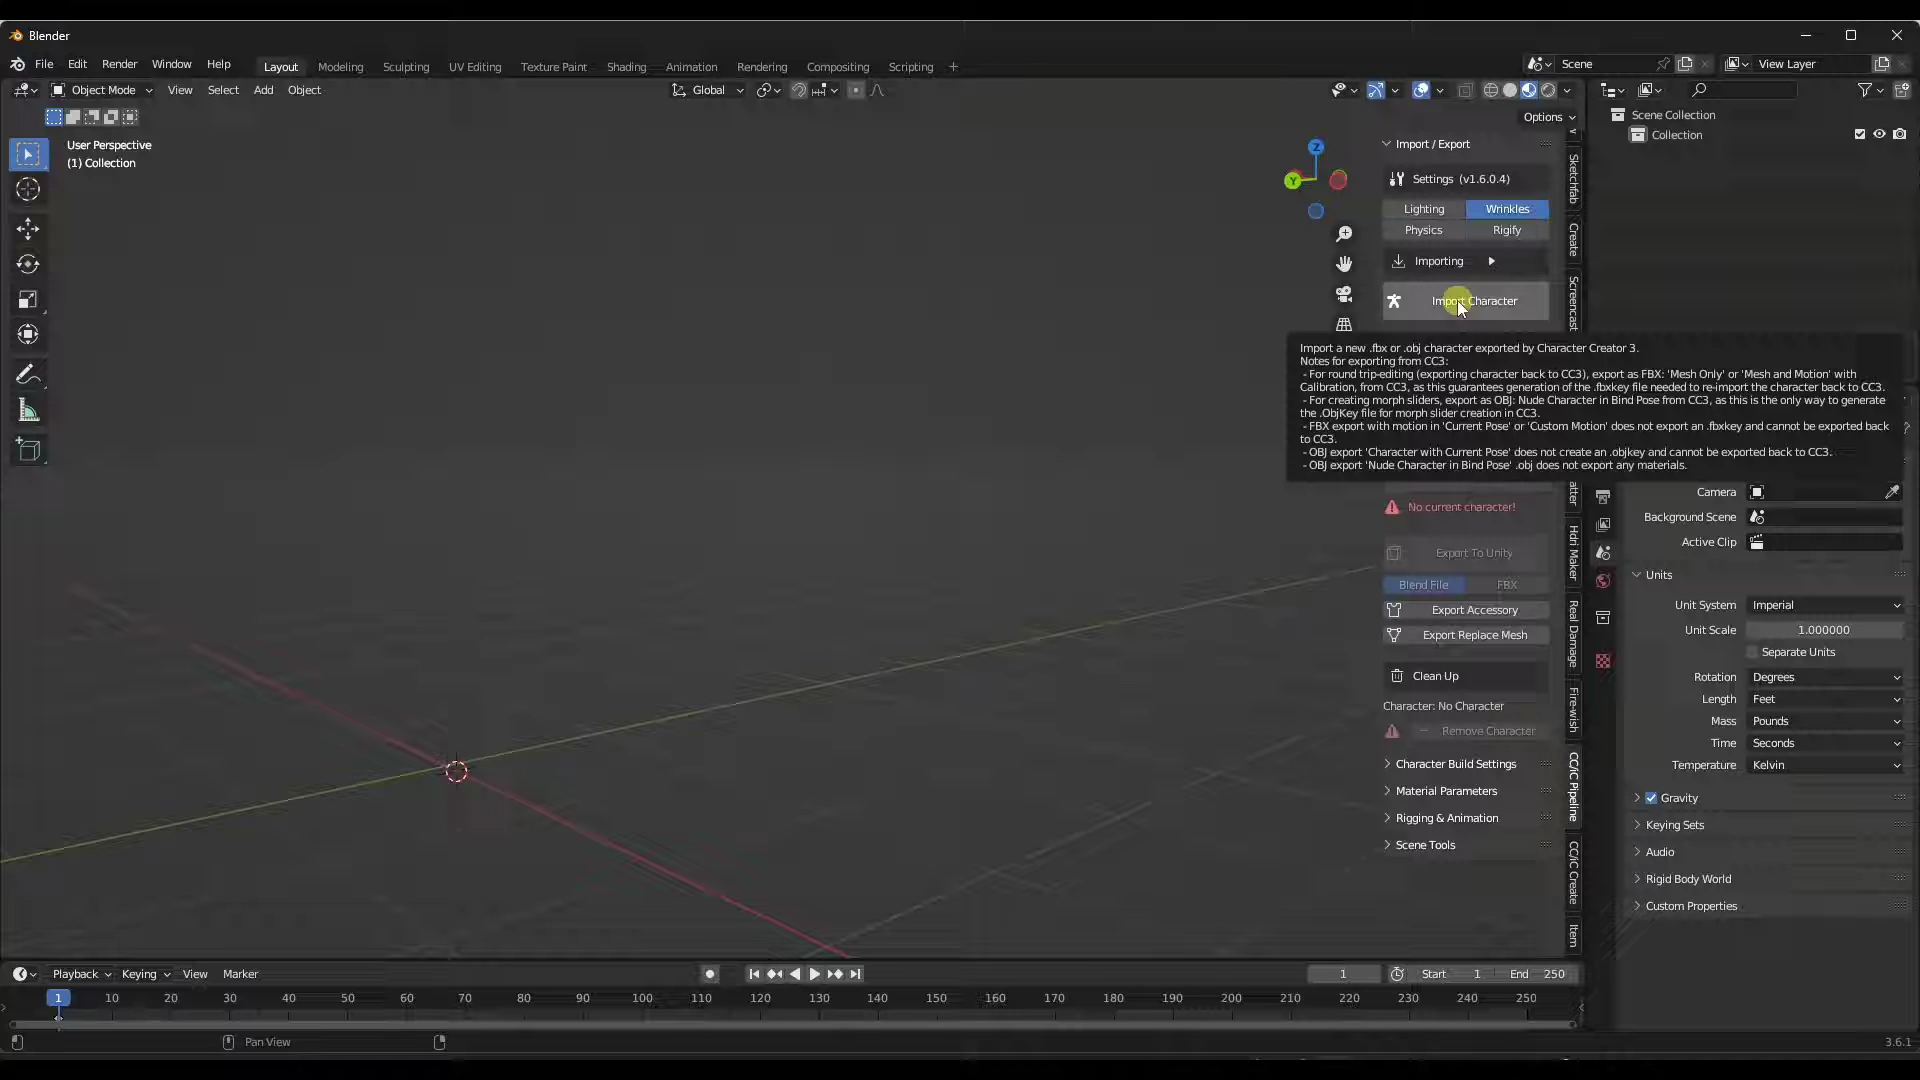 Blender
File Edit Render Window Help
Layout Modeling Sculpting UV Editing Texture Paint Shading Animation Rendering Compositing Scripting +
Scene
View Layer
Object Mode View Select Add Object
Global
Options
User Perspective
(1) Collection
Z
Y
Scene Collection
Collection
Import / Export
Settings (v1.6.0.4)
Lighting Wrinkles
Physics Rigify
Importing
Import Character
Sketchfab
Create
Screencast
Import a new .fbx or .obj character exported by Character Creator 3.
Notes for exporting from CC3:
- For round trip-editing (exporting character back to CC3), export as FBX: 'Mesh Only' or 'Mesh and Motion' with
Calibration, from CC3, as this guarantees generation of the .fbxkey file needed to re-import the character back to CC3.
- For creating morph sliders, export as OBJ: Nude Character in Bind Pose from CC3, as this is the only way to generate
the .ObjKey file for morph slider creation in CC3.
- FBX export with motion in 'Current Pose' or 'Custom Motion' does not export an .fbxkey and cannot be exported back
to CC3.
- OBJ export 'Character with Current Pose' does not create an .objkey and cannot be exported back to CC3.
- OBJ export 'Nude Character in Bind Pose' .obj does not export any materials.
No current character!
Export To Unity
Blend File FBX
Export Accessory
Export Replace Mesh
Clean Up
Character: No Character
Remove Character
Character Build Settings
Material Parameters
Rigging & Animation
Scene Tools
Hdri Maker
Real Damage
Fire-wish
CC/iC Pipeline
CC/iC Create
Item
Camera
Background Scene
Active Clip
Units
Unit System Imperial
Unit Scale 1.000000
Separate Units
Rotation Degrees
Length Feet
Mass Pounds
Time Seconds
Temperature Kelvin
Gravity
Keying Sets
Audio
Rigid Body World
Custom Properties
Playback Keying View Marker
1
Start 1 End 250
1 10 20 30 40 50 60 70 80 90 100 110 120 130 140 150 160 170 180 190 200 210 220 230 240 250
Pan View
3.6.1